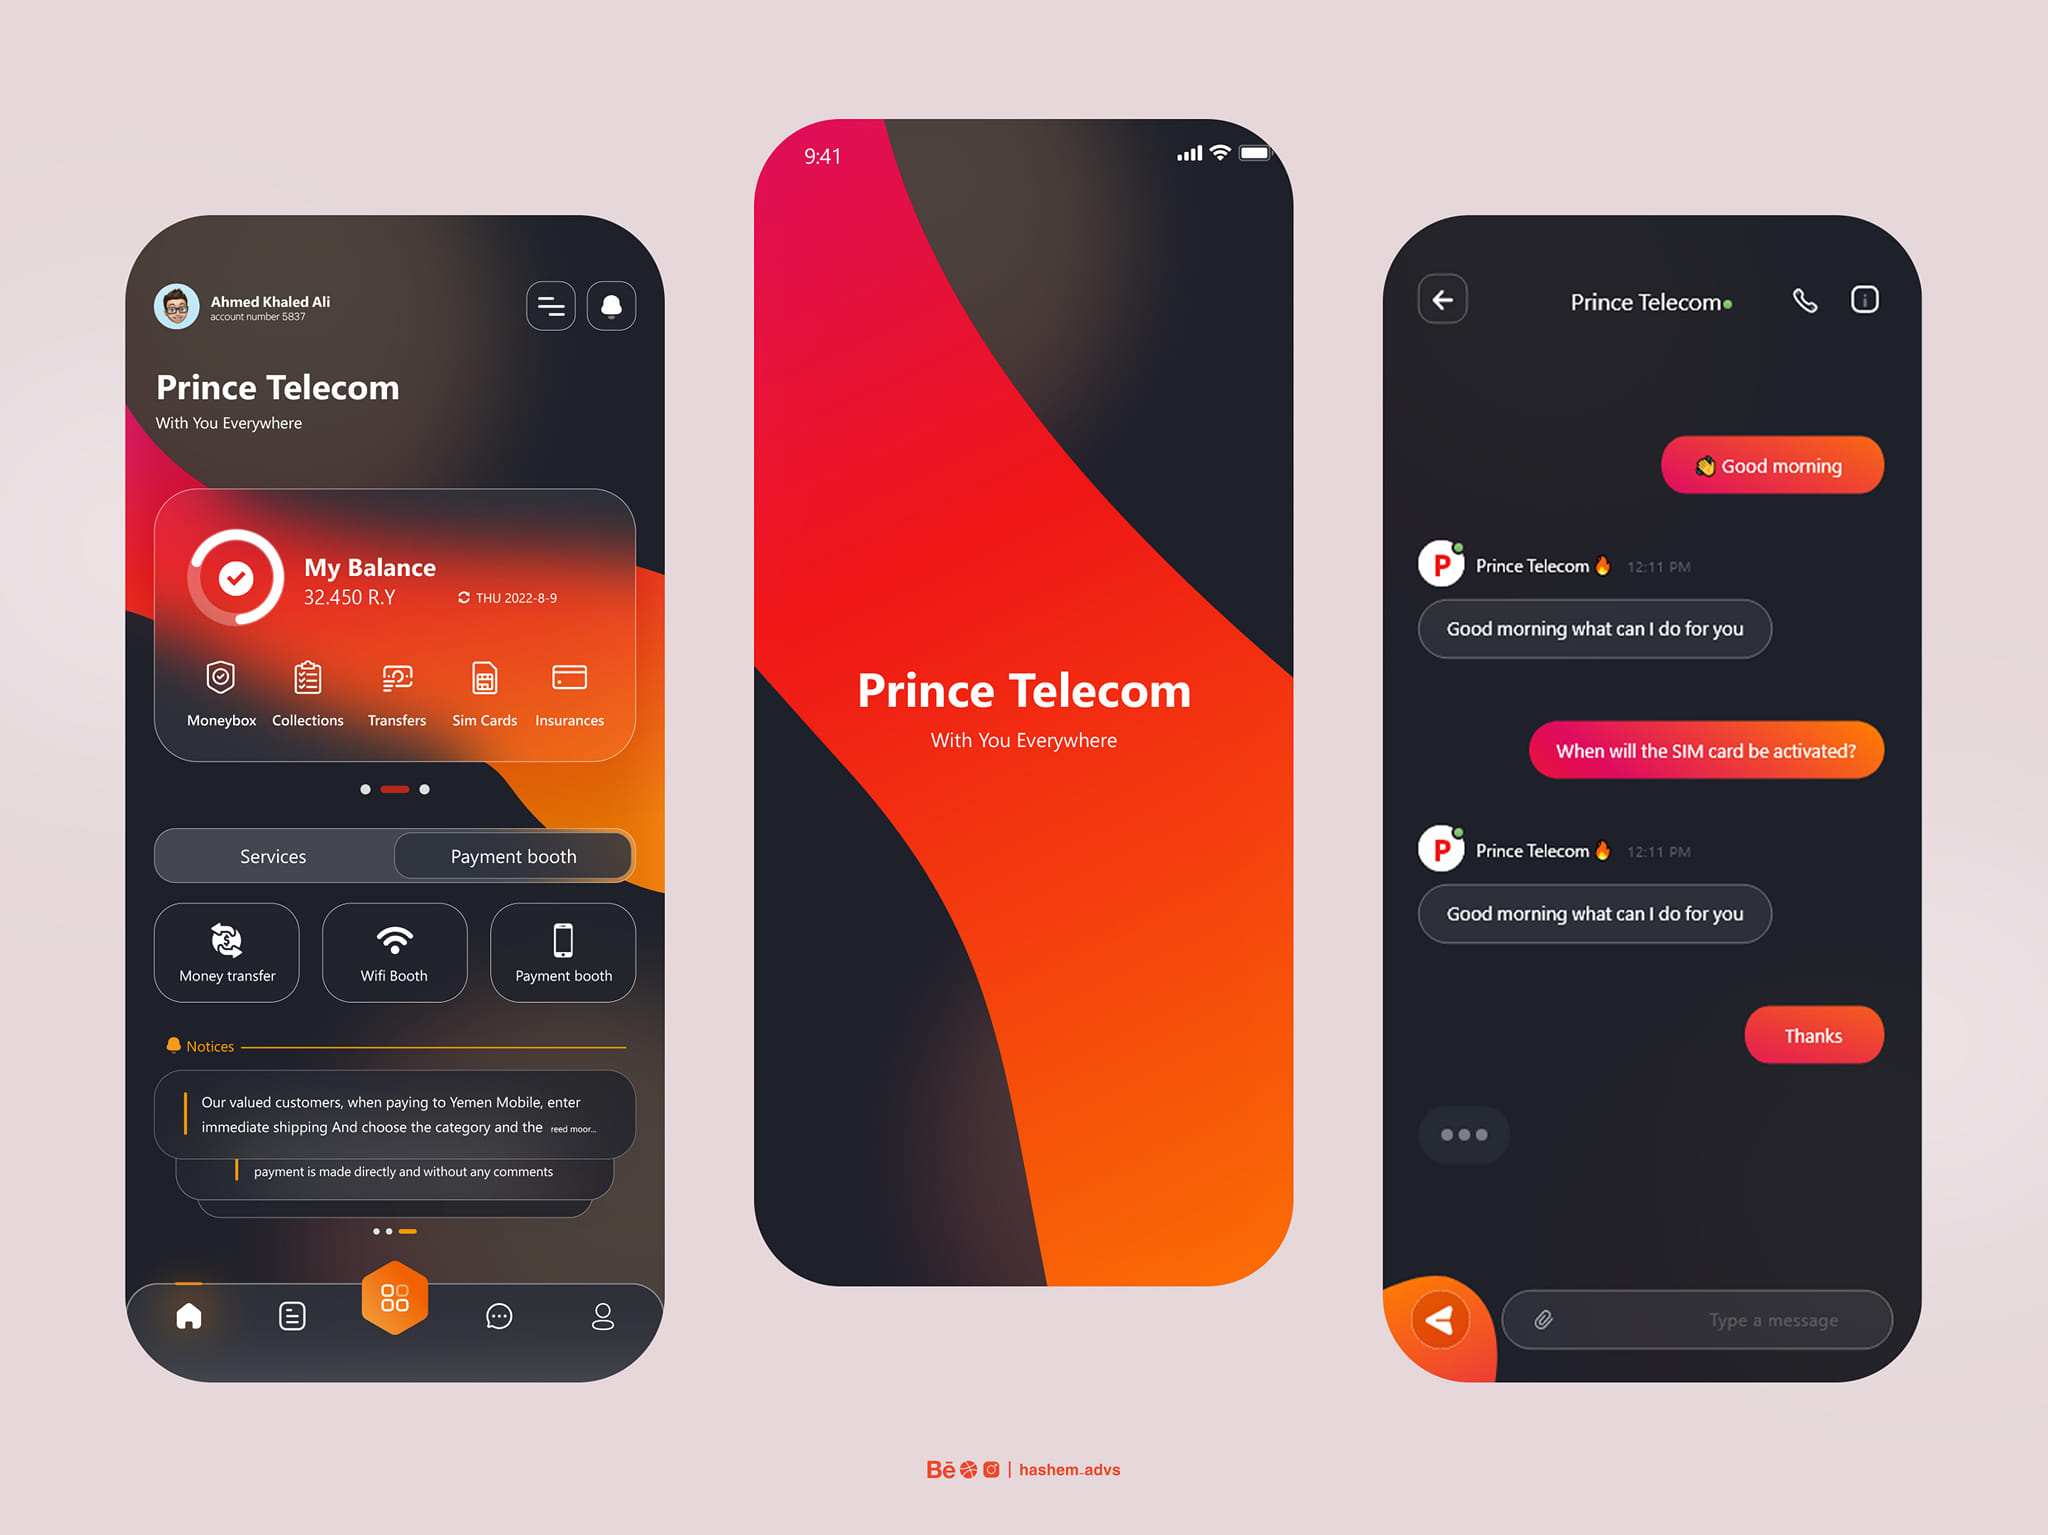 Ahmed Khaled Ali
account number 5837
Prince Telecom
With You Everywhere
My Balance
32.450 R.Y
THU 2022-8-9
Moneybox
Collections
Transfers
Sim Cards
Insurances
Services
Payment booth
Money transfer
Wifi Booth
Payment booth
Notices
Our valued customers, when paying to Yemen Mobile, enter
immediate shipping And choose the category and the reed moor...
payment is made directly and without any comments
9:41
Prince Telecom
With You Everywhere
Prince Telecom
👋 Good morning
P
Prince Telecom 🔥 12:11 PM
Good morning what can I do for you
When will the SIM card be activated?
P
Prince Telecom 🔥 12:11 PM
Good morning what can I do for you
Thanks
Type a message
Bē | hashem_advs